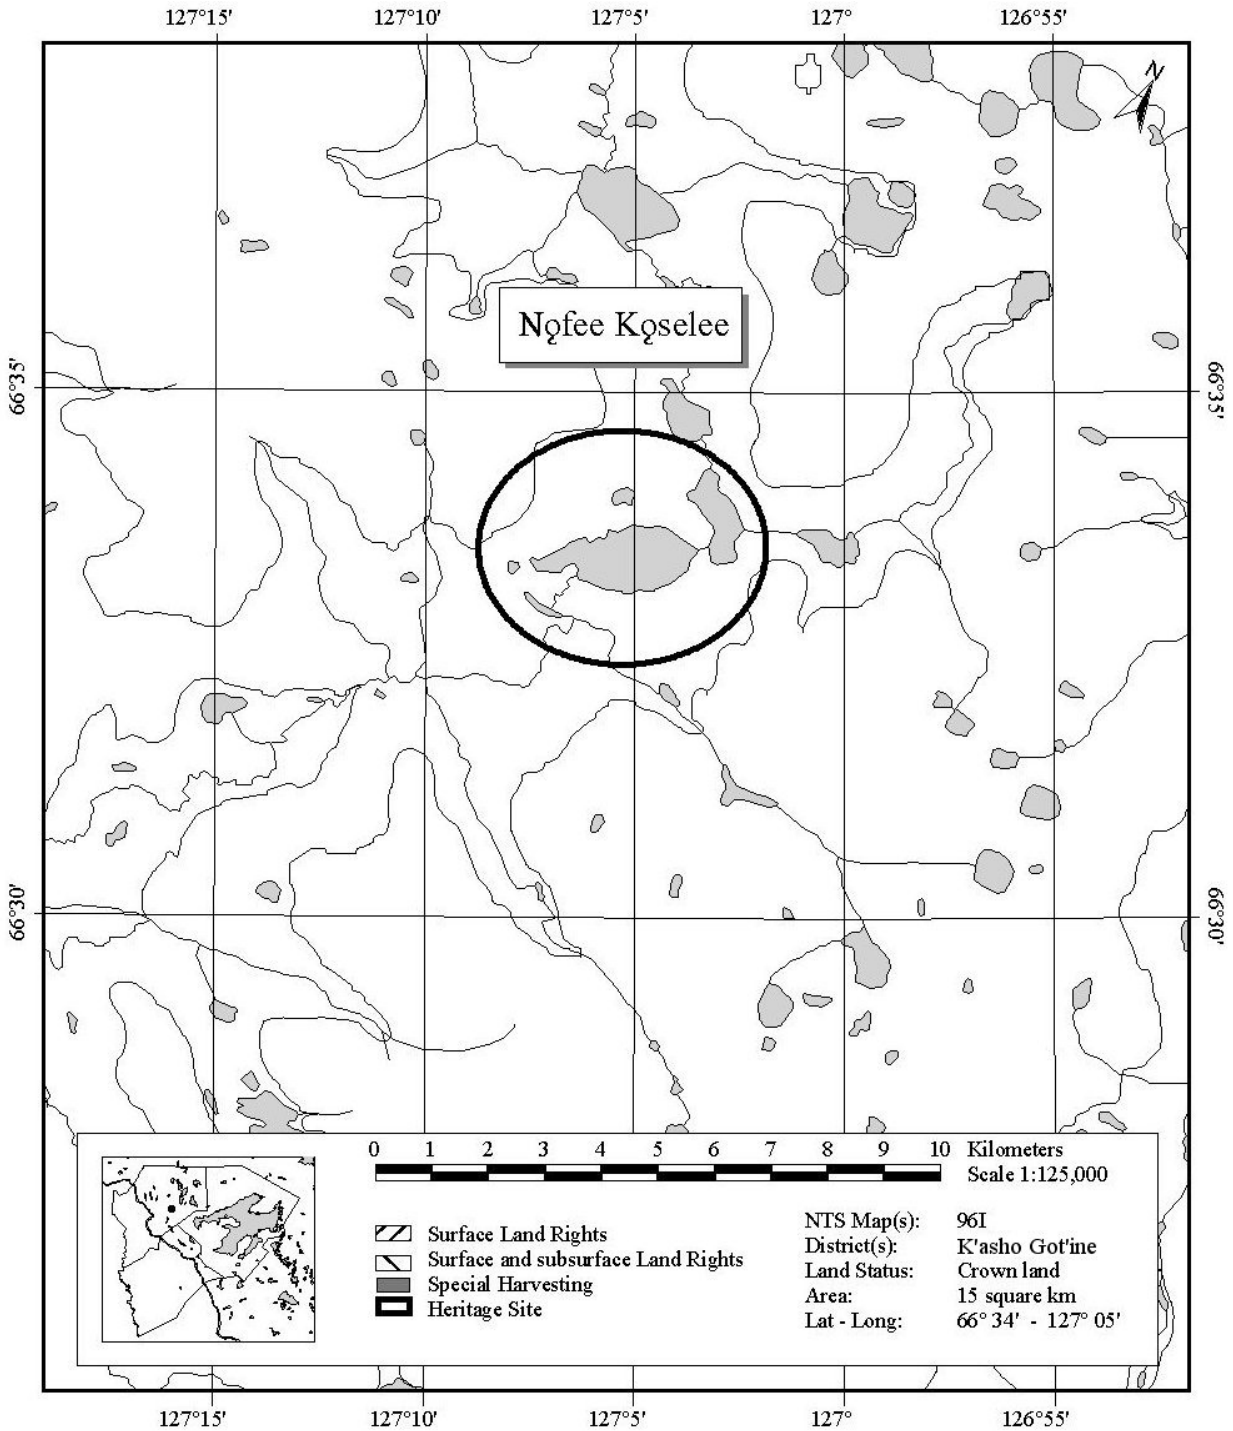 127°15' 127°10' 127°5' 127° 126°55'
N
Nǫfee Kǫselee
66°35' 66°35'
66°30' 66°30'
0 1 2 3 4 5 6 7 8 9 10 Kilometers
Scale 1:125,000
Surface Land Rights
Surface and subsurface Land Rights
Special Harvesting
Heritage Site
NTS Map(s): 96I
District(s): K'asho Got'ine
Land Status: Crown land
Area: 15 square km
Lat - Long: 66° 34' - 127° 05'
127°15' 127°10' 127°5' 127° 126°55'